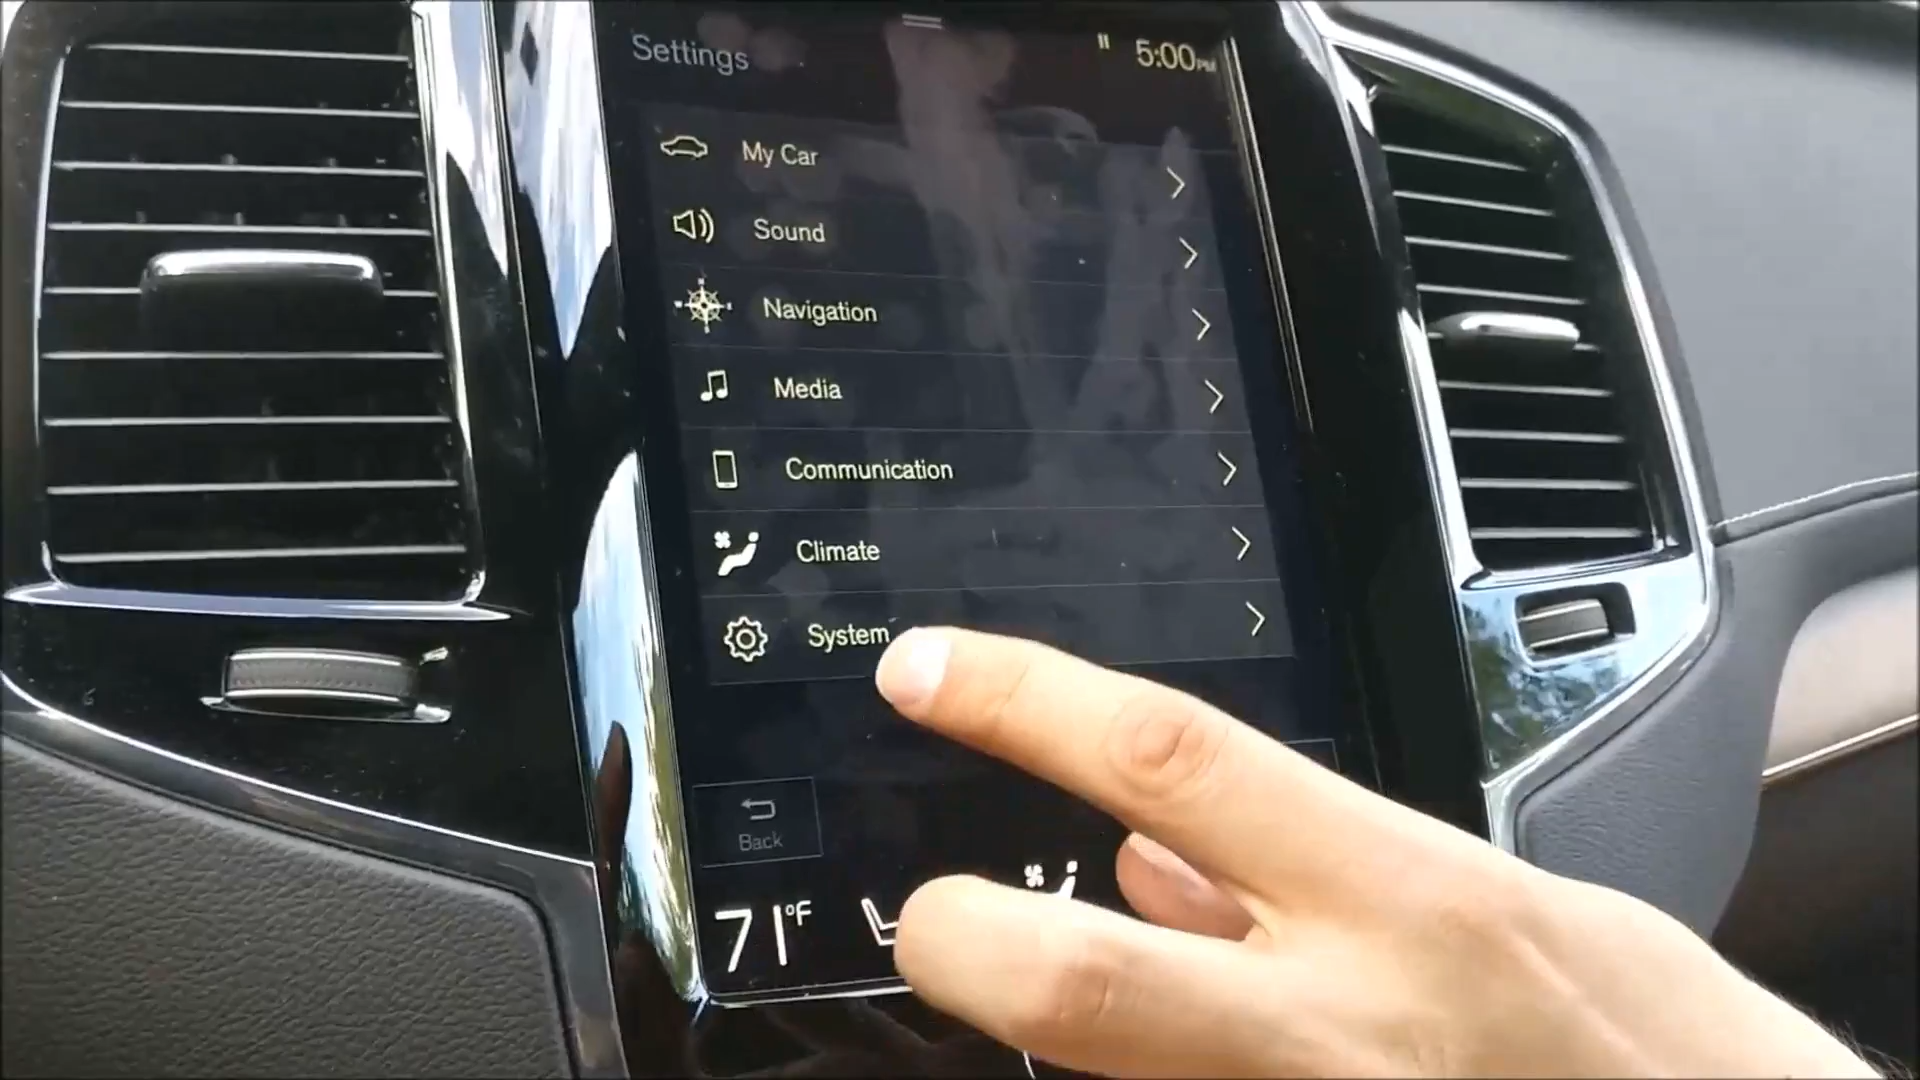 Settings
5:00PM
My Car
Sound
Navigation
Media
Communication
Climate
System
Back
71°F